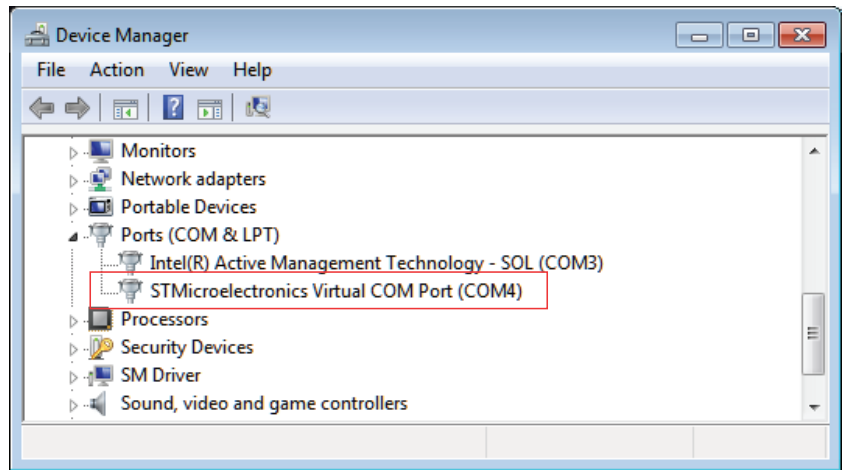 Device Manager
File Action View Help
Monitors
Network adapters
Portable Devices
Ports (COM & LPT)
Intel(R) Active Management Technology - SOL (COM3)
STMicroelectronics Virtual COM Port (COM4)
Processors
Security Devices
SM Driver
Sound, video and game controllers